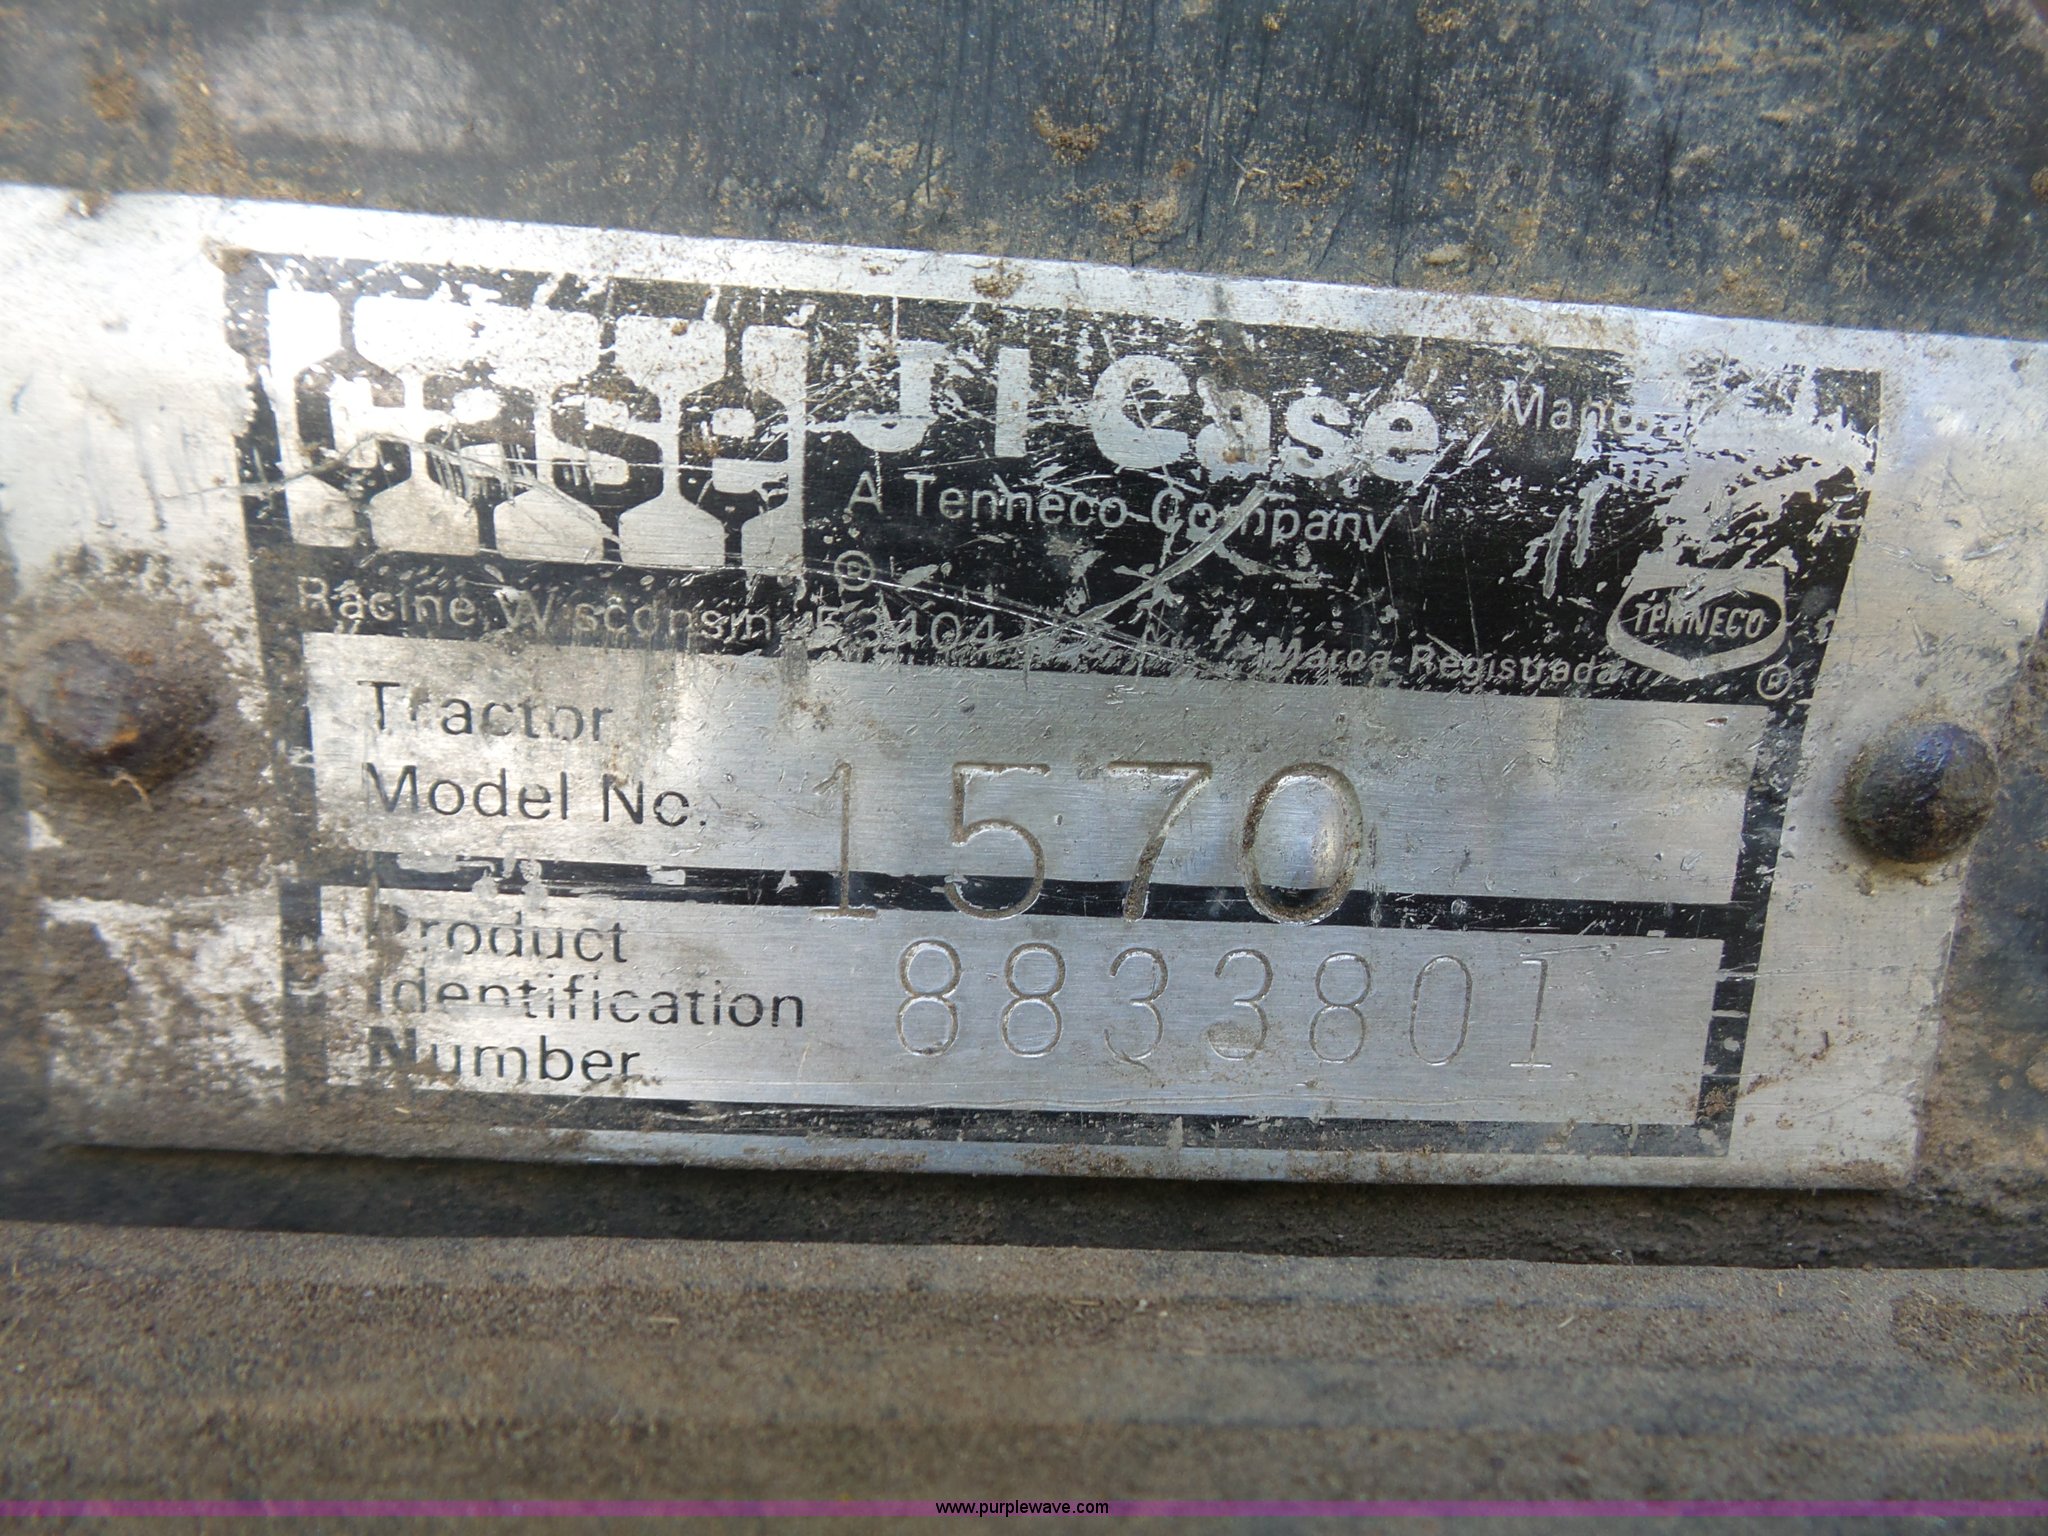 Case
J I Case
A Tenneco Company
®
Racine, Wisconsin 53404
TENNECO
Marca Registrada
®
Tractor
Model No. 1570
Product
Identification
Number 8833801
www.purplewave.com